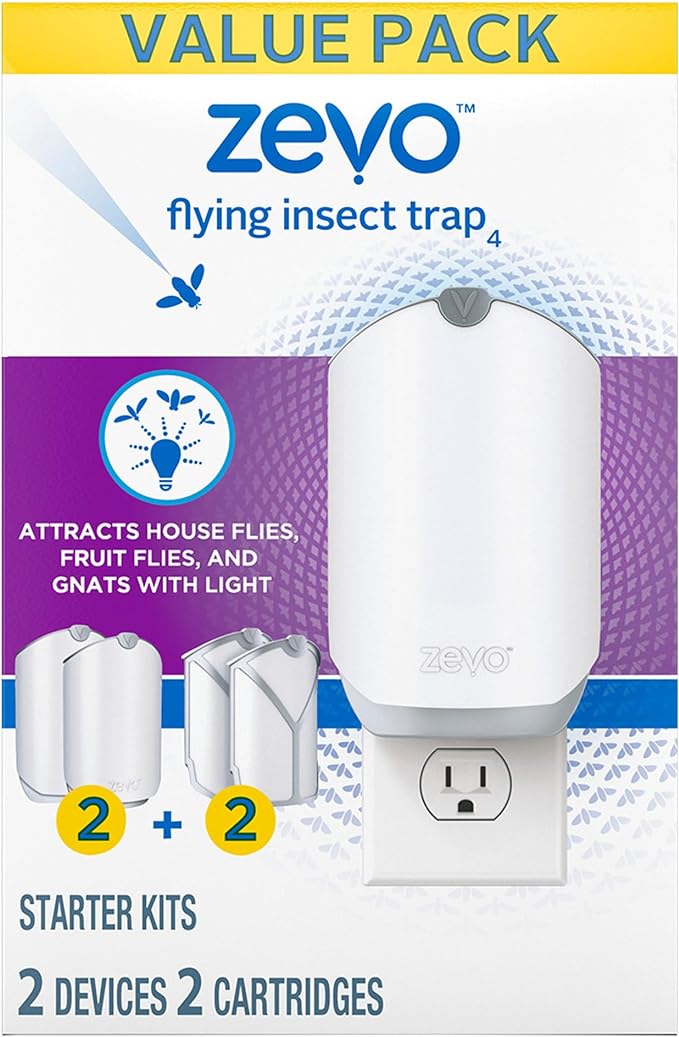 VALUE PACK
zevo™
flying insect trap4
ATTRACTS HOUSE FLIES,
FRUIT FLIES, AND
GNATS WITH LIGHT
zevo™
zevo
2 + 2
STARTER KITS
2 DEVICES 2 CARTRIDGES